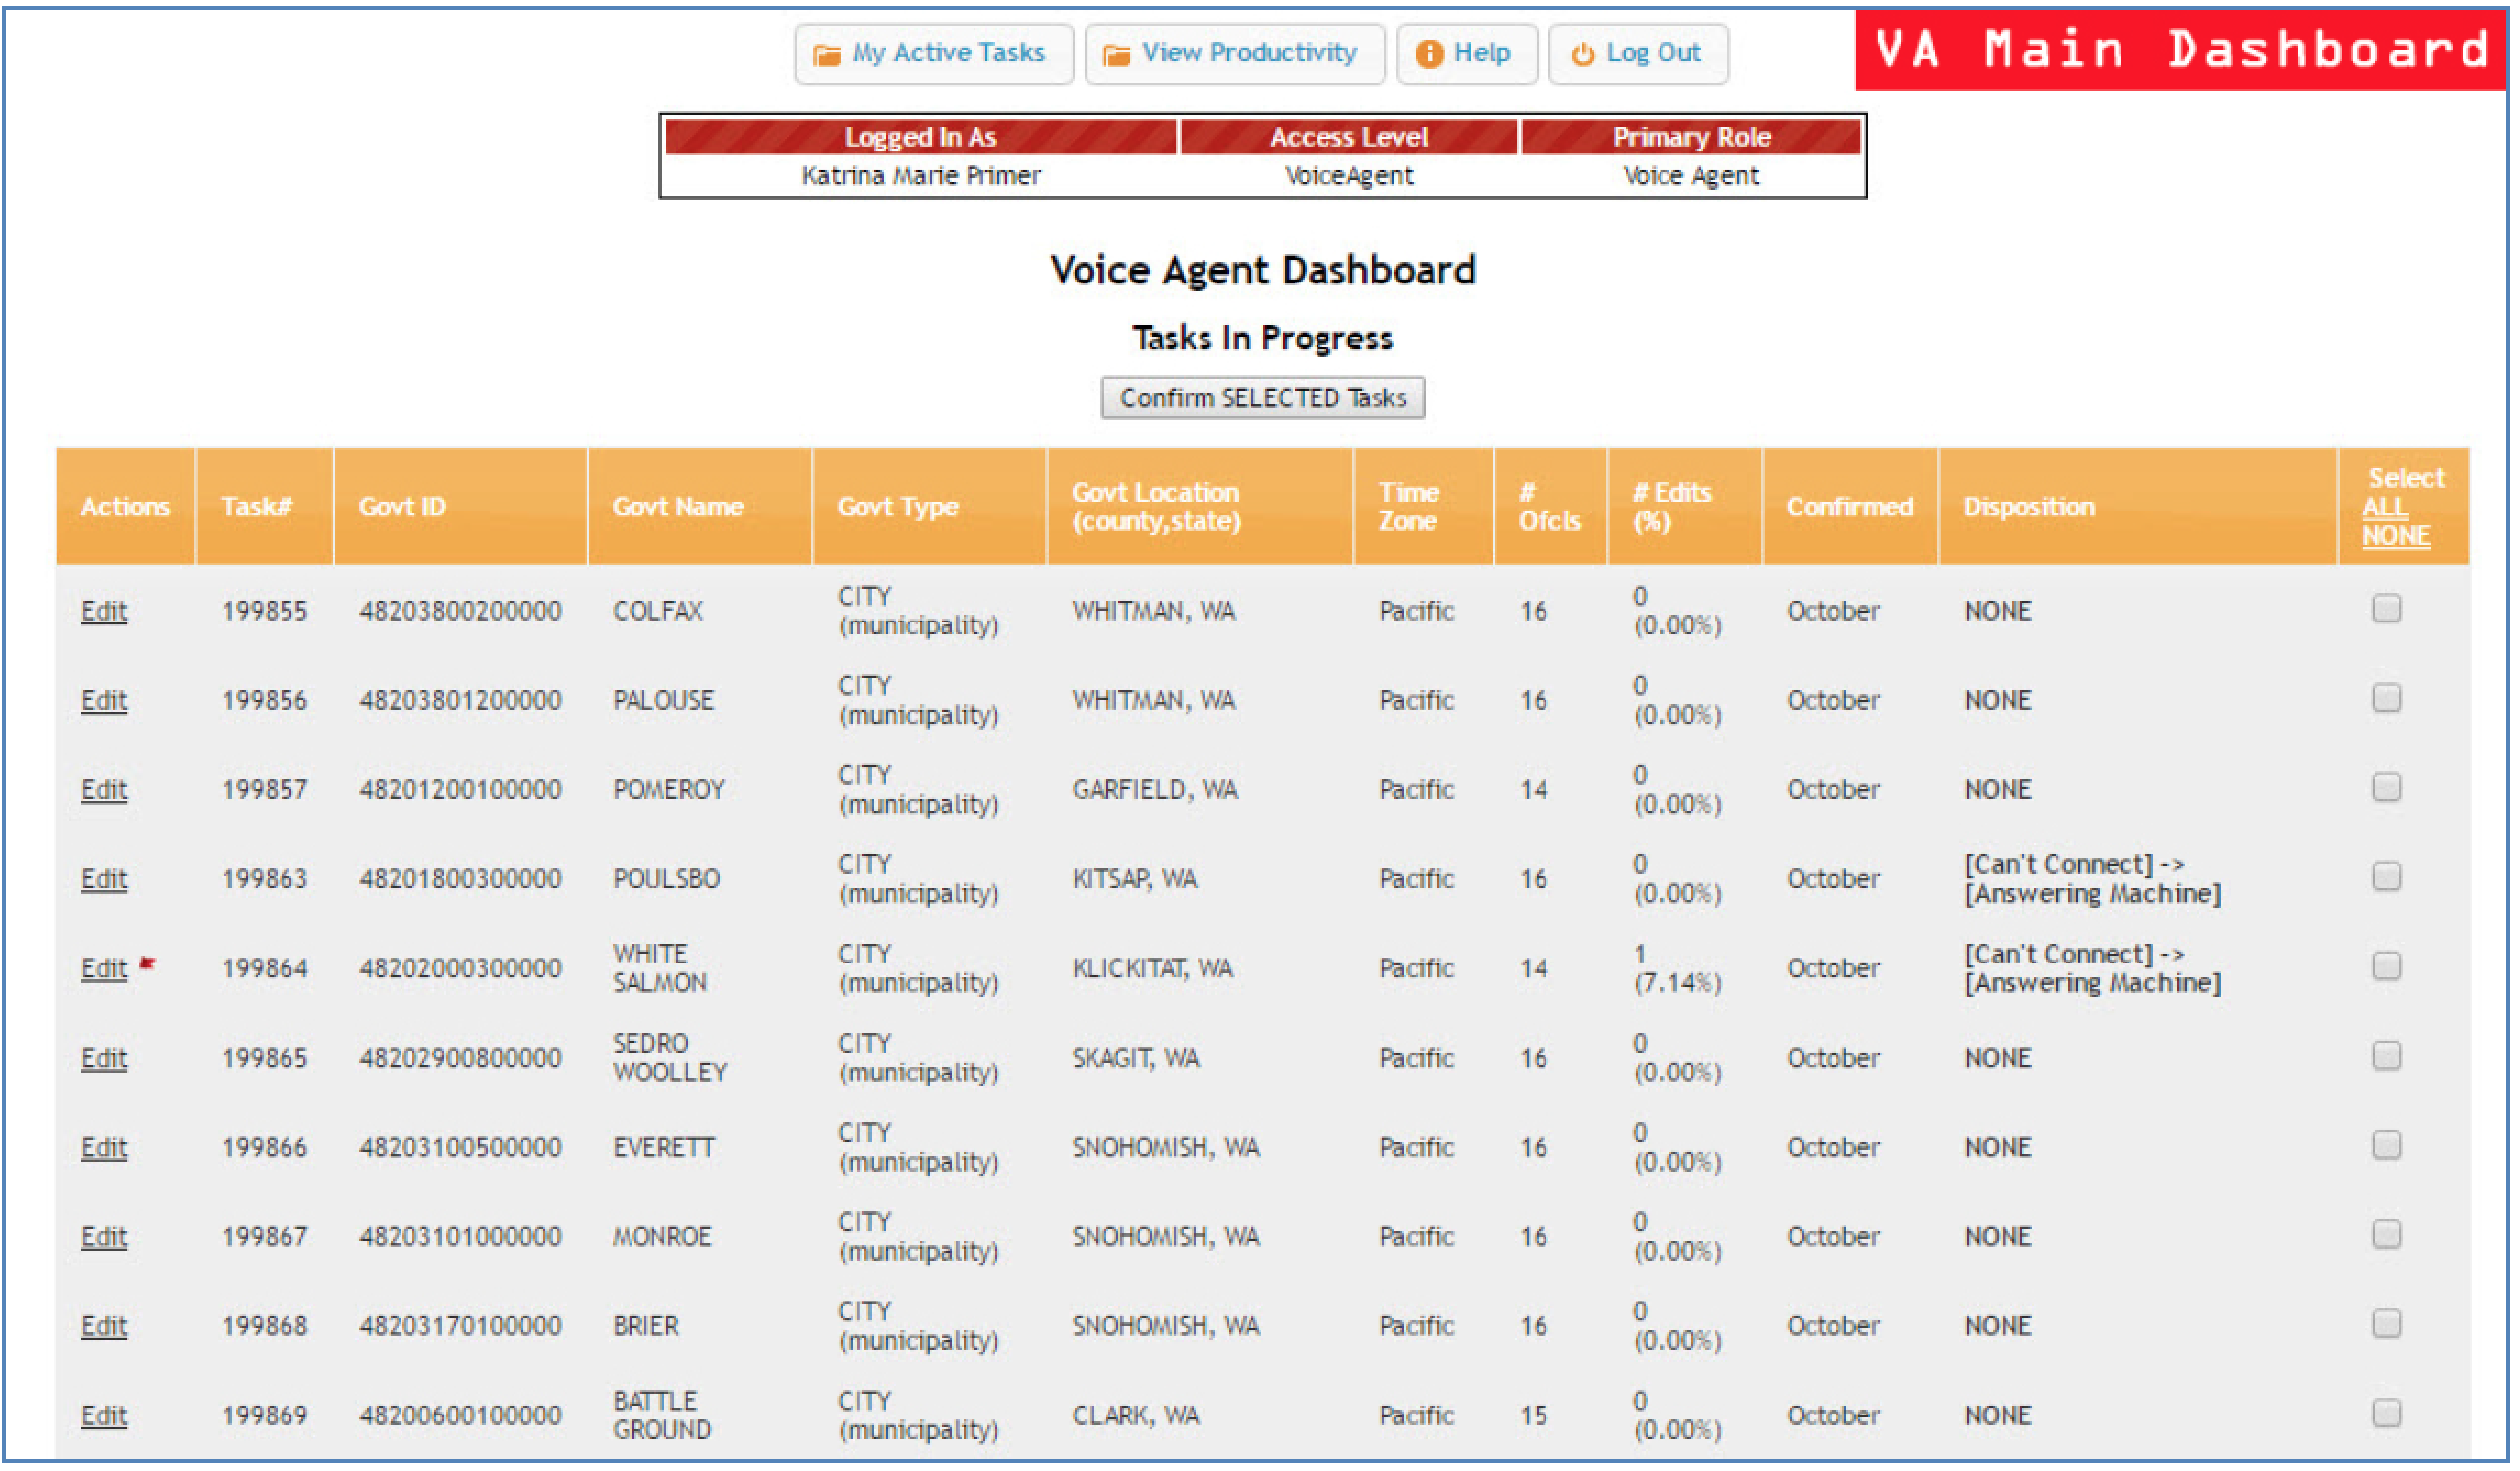 My Active Tasks View Productivity Help Log Out
VA Main Dashboard
Logged In As Access Level Primary Role
Katrina Marie Primer VoiceAgent Voice Agent
Voice Agent Dashboard
Tasks In Progress
Confirm SELECTED Tasks
Actions Task# Govt ID Govt Name Govt Type Govt Location (county,state) Time Zone # Ofcls # Edits (%) Confirmed Disposition Select ALL NONE
Edit 199855 48203800200000 COLFAX CITY (municipality) WHITMAN, WA Pacific 16 0 (0.00%) October NONE
Edit 199856 48203801200000 PALOUSE CITY (municipality) WHITMAN, WA Pacific 16 0 (0.00%) October NONE
Edit 199857 48201200100000 POMEROY CITY (municipality) GARFIELD, WA Pacific 14 0 (0.00%) October NONE
Edit 199863 48201800300000 POULSBO CITY (municipality) KITSAP, WA Pacific 16 0 (0.00%) October [Can't Connect] -> [Answering Machine]
Edit 199864 48202000300000 WHITE SALMON CITY (municipality) KLICKITAT, WA Pacific 14 1 (7.14%) October [Can't Connect] -> [Answering Machine]
Edit 199865 48202900800000 SEDRO WOOLLEY CITY (municipality) SKAGIT, WA Pacific 16 0 (0.00%) October NONE
Edit 199866 48203100500000 EVERETT CITY (municipality) SNOHOMISH, WA Pacific 16 0 (0.00%) October NONE
Edit 199867 48203101000000 MONROE CITY (municipality) SNOHOMISH, WA Pacific 16 0 (0.00%) October NONE
Edit 199868 48203170100000 BRIER CITY (municipality) SNOHOMISH, WA Pacific 16 0 (0.00%) October NONE
Edit 199869 48200600100000 BATTLE GROUND CITY (municipality) CLARK, WA Pacific 15 0 (0.00%) October NONE